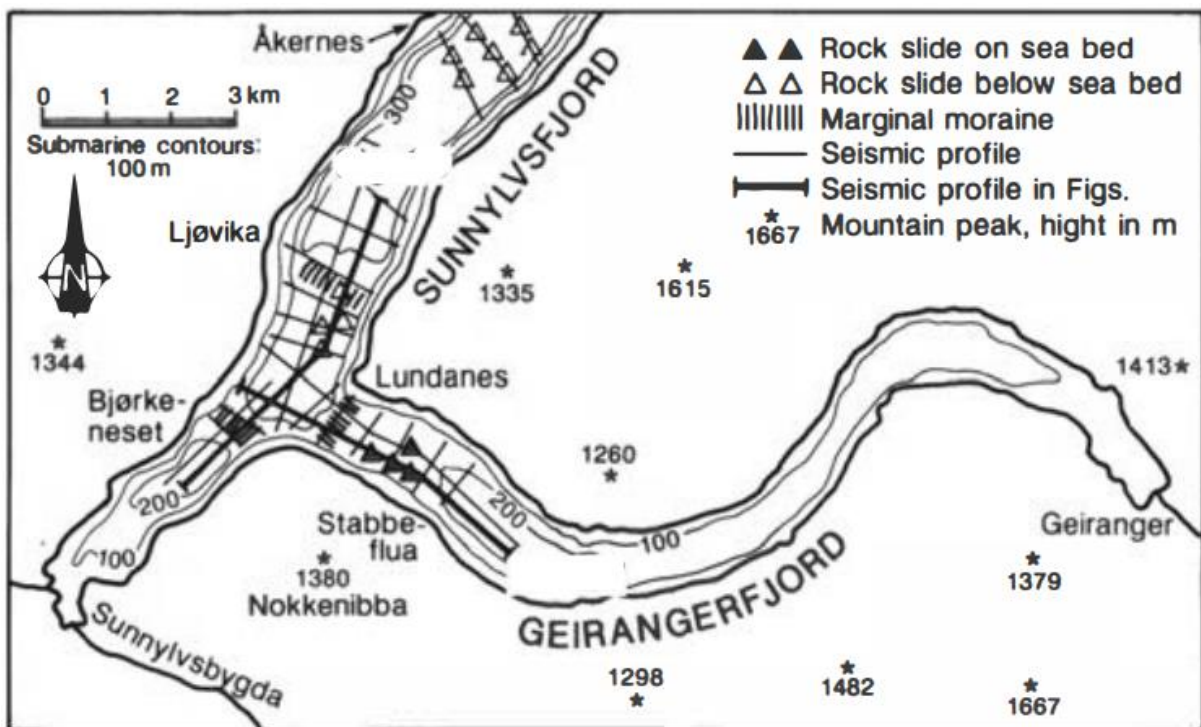 Åkernes
0 1 2 3 km
Submarine contours:
100 m
N
▲▲ Rock slide on sea bed
△△ Rock slide below sea bed
Marginal moraine
Seismic profile
Seismic profile in Figs.
* 1667 Mountain peak, hight in m
300
SUNNYLVSFJORD
Ljøvika
* 1335
* 1615
* 1344
1413 *
Lundanes
Bjørke-
neset
1260 *
200
200
100
100
Stabbe-
flua
Geiranger
* 1380
Nokkenibba
* 1379
GEIRANGERFJORD
Sunnylvsbygda
1298 *
* 1482
* 1667